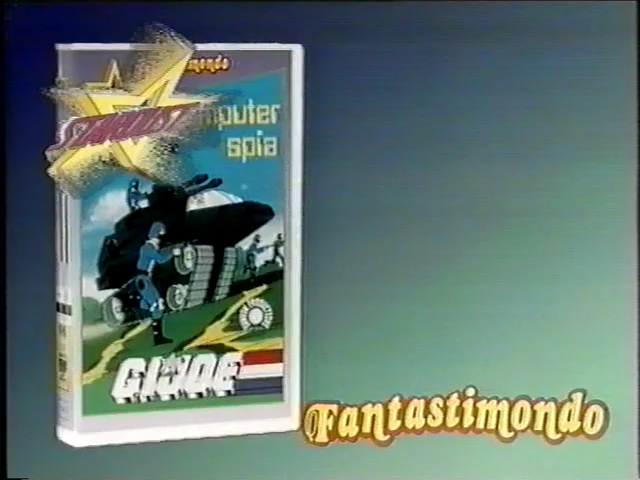 mondo
STARDUST
mputer
spia
G.I.JOE
Fantastimondo